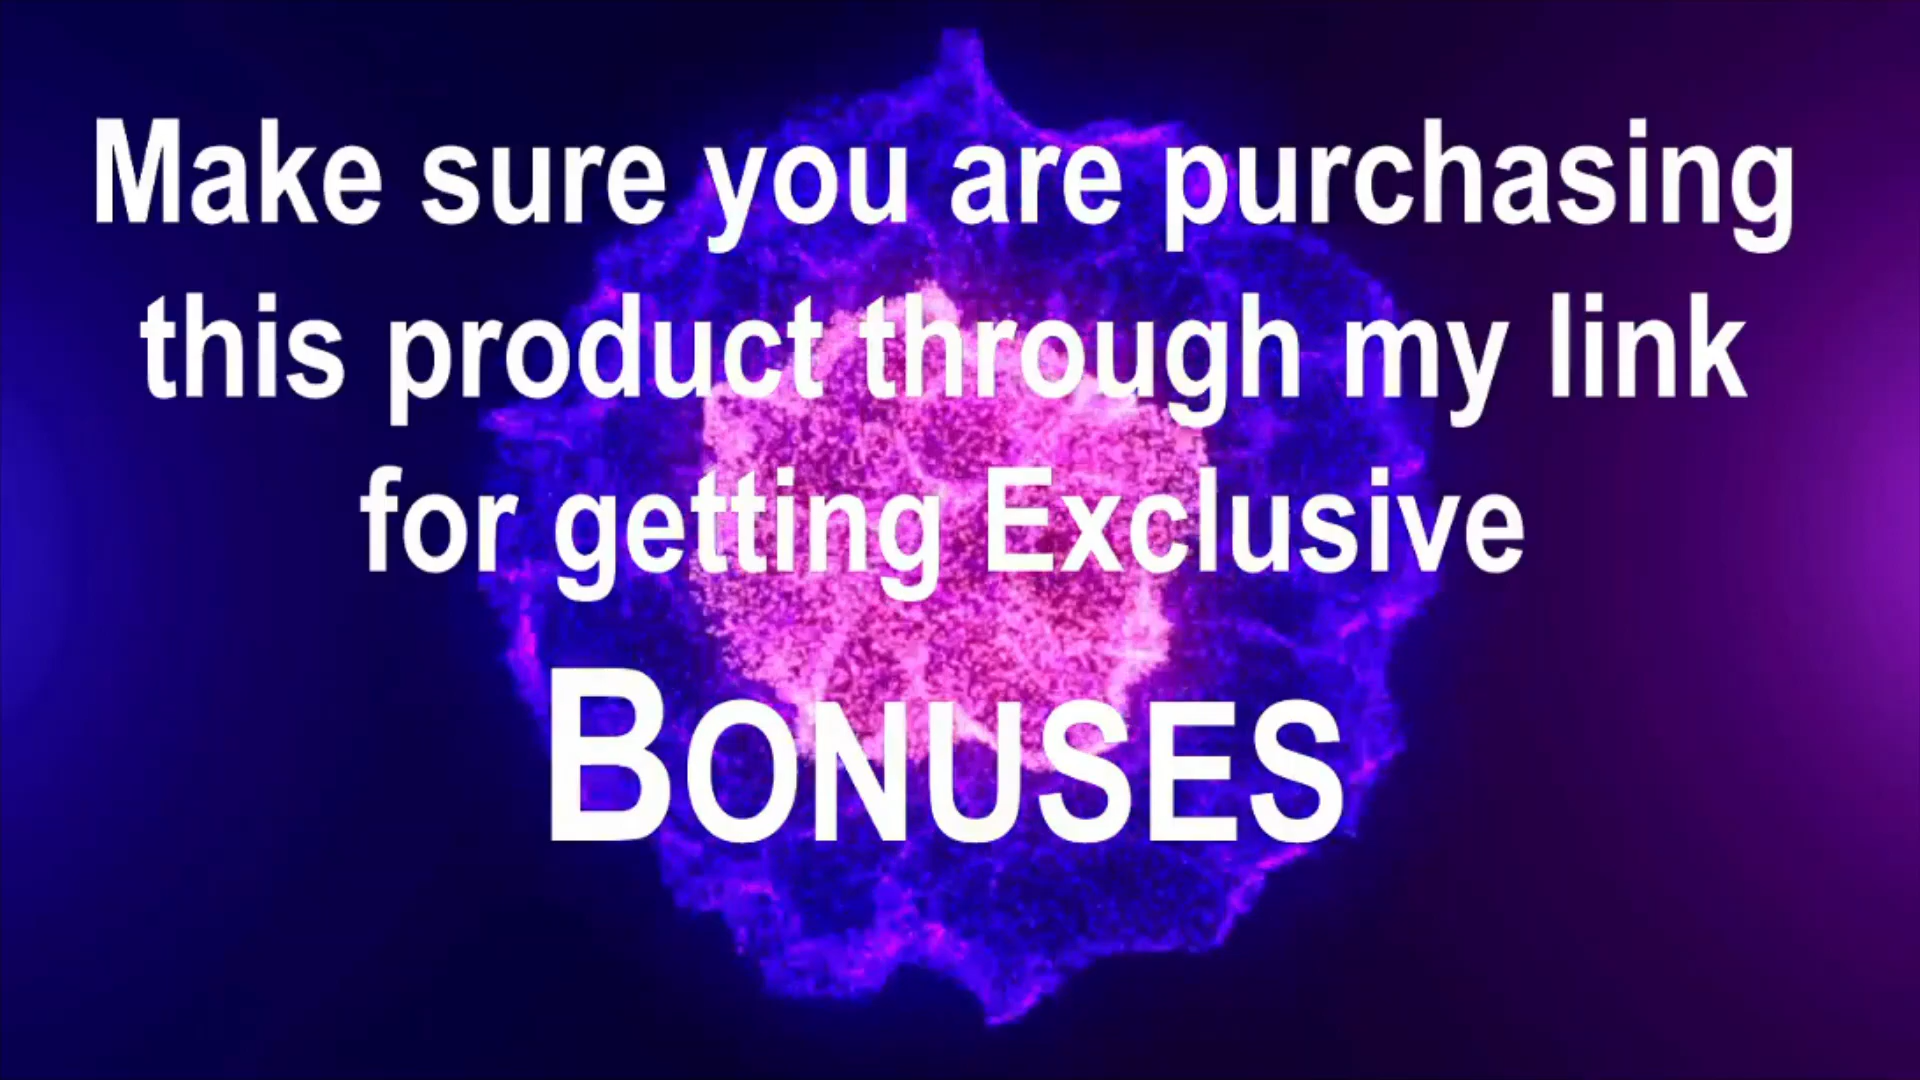 Make sure you are purchasing
this product through my link
for getting Exclusive
BONUSES